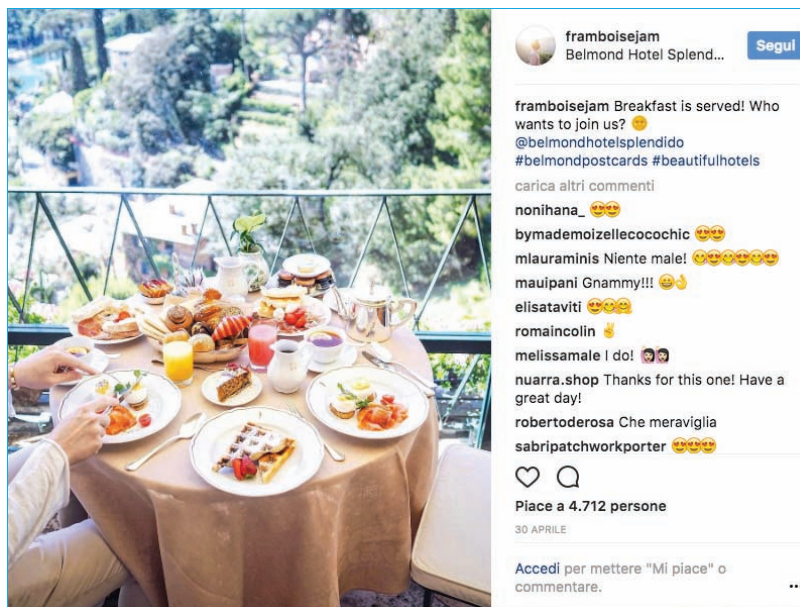 framboisejam
Belmond Hotel Splend...
Segui
framboisejam Breakfast is served! Who
wants to join us? 😊
@belmondhotelsplendido
#belmondpostcards #beautifulhotels
carica altri commenti
nonihana_ 😍😍
bymademoizellecocochic 😍😍
mlauraminis Niente male! 😋😍😋😍😋😍
mauipani Gnammy!!! 😀👌
elisataviti 😍😋🤗
romaincolin ✌
melissamale I do! 🙆🏻🙆🏻
nuarra.shop Thanks for this one! Have a
great day!
robertoderosa Che meraviglia
sabripatchworkporter 😍😍😍
Piace a 4.712 persone
30 APRILE
Accedi per mettere "Mi piace" o
commentare.